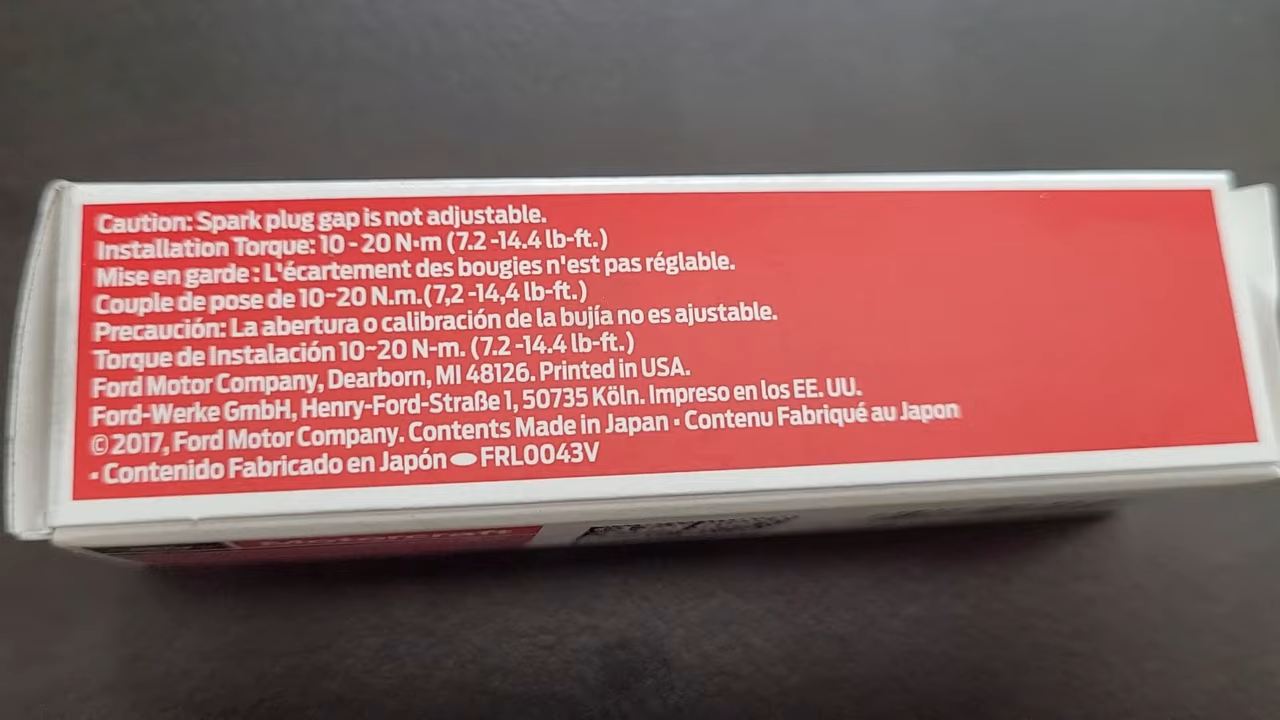 Caution: Spark plug gap is not adjustable.
Installation Torque: 10 - 20 N·m (7.2 -14.4 lb-ft.)
Mise en garde : L'écartement des bougies n'est pas réglable.
Couple de pose de 10~20 N.m.(7,2 -14,4 lb-ft.)
Precaución: La abertura o calibración de la bujía no es ajustable.
Torque de Instalación 10~20 N-m. (7.2 -14.4 lb-ft.)
Ford Motor Company, Dearborn, MI 48126. Printed in USA.
Ford-Werke GmbH, Henry-Ford-Straße 1, 50735 Köln. Impreso en los EE. UU.
© 2017, Ford Motor Company. Contents Made in Japan • Contenu Fabriqué au Japon
• Contenido Fabricado en Japón FRL0043V
Motorcraft